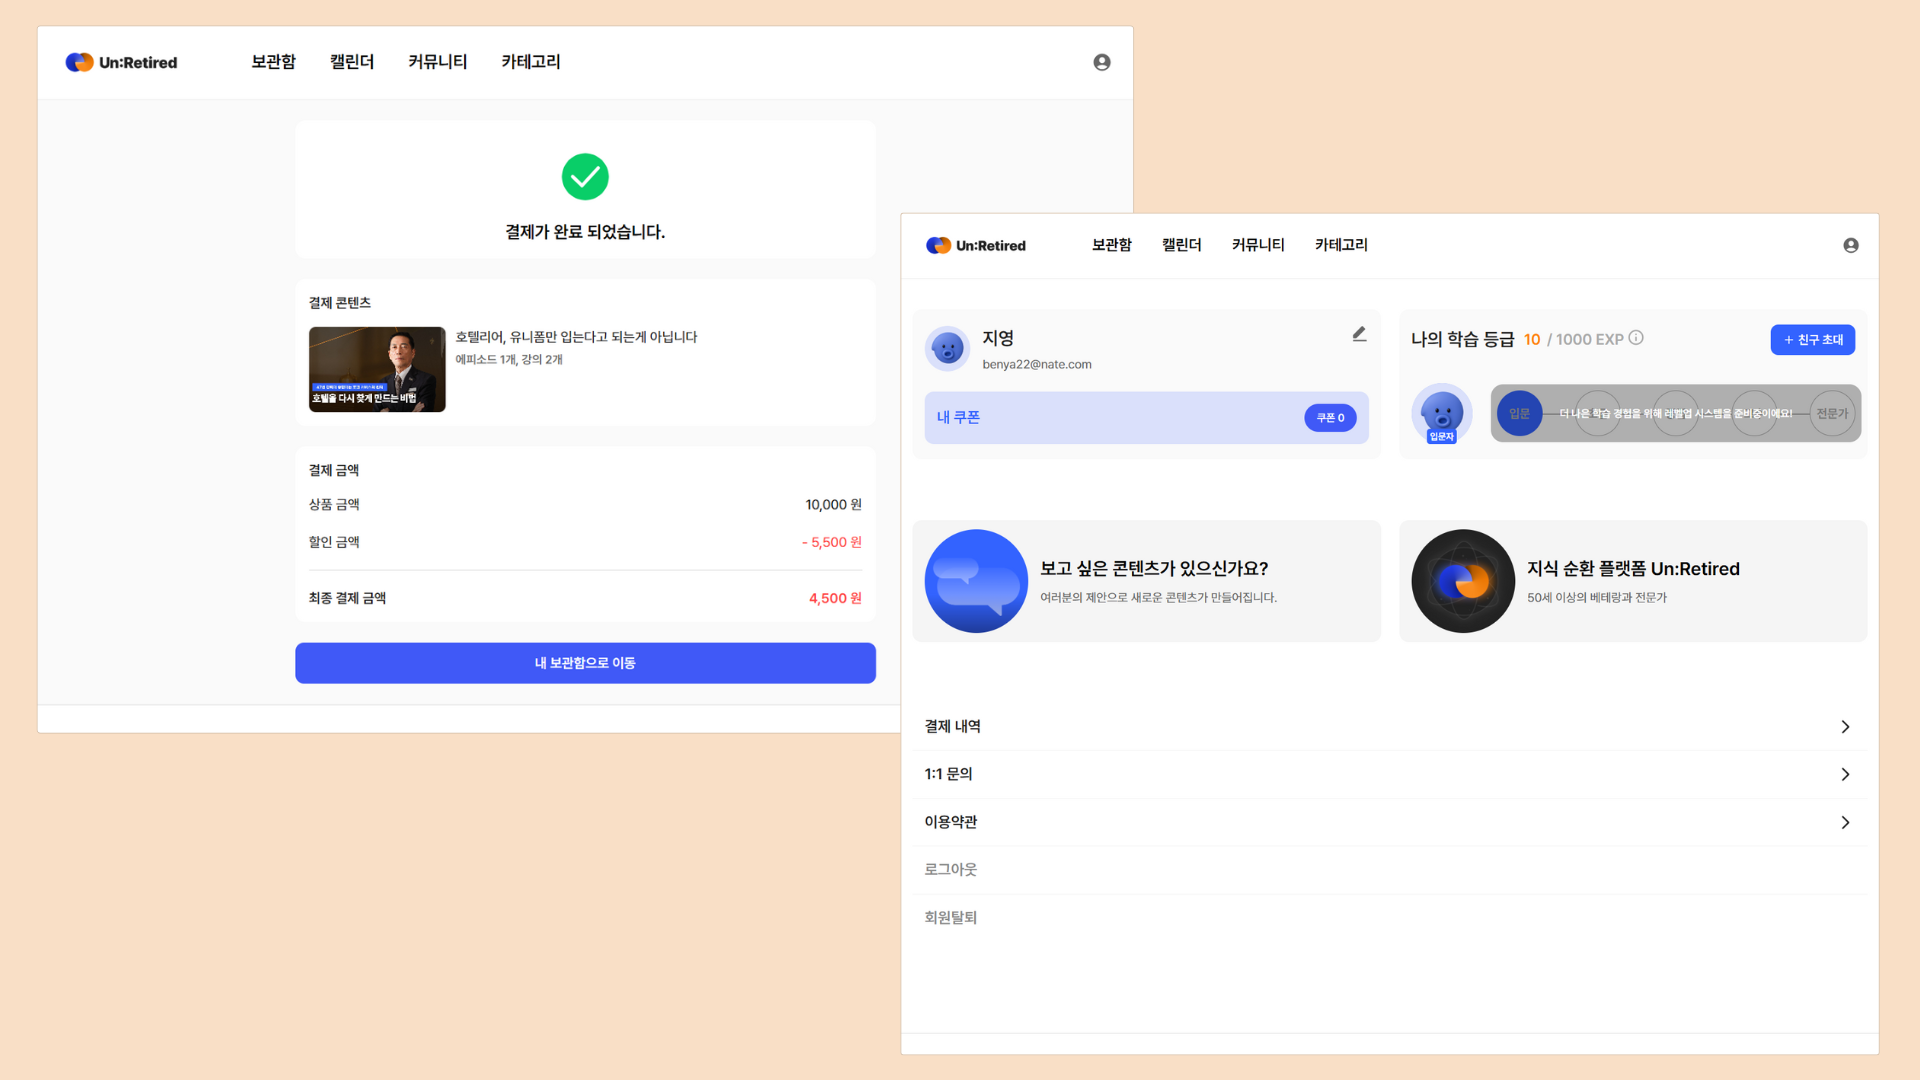 Un:Retired
보관함 캘린더 커뮤니티 카테고리
결제가 완료 되었습니다.
결제 콘텐츠
호텔을 다시 찾게 만드는 비법
호텔리어, 유니폼만 입는다고 되는게 아닙니다
에피소드 1개, 강의 2개
결제 금액
상품 금액 10,000 원
할인 금액 - 5,500 원
최종 결제 금액 4,500 원
내 보관함으로 이동
Un:Retired
보관함 캘린더 커뮤니티 카테고리
지영
benya22@nate.com
내 쿠폰 쿠폰 0
나의 학습 등급 10 / 1000 EXP
+ 친구 초대
입문자
입문 더 나은 학습 경험을 위해 레벨업 시스템을 준비중이에요! 전문가
보고 싶은 콘텐츠가 있으신가요?
여러분의 제안으로 새로운 콘텐츠가 만들어집니다.
지식 순환 플랫폼 Un:Retired
50세 이상의 베테랑과 전문가
결제 내역
1:1 문의
이용약관
로그아웃
회원탈퇴